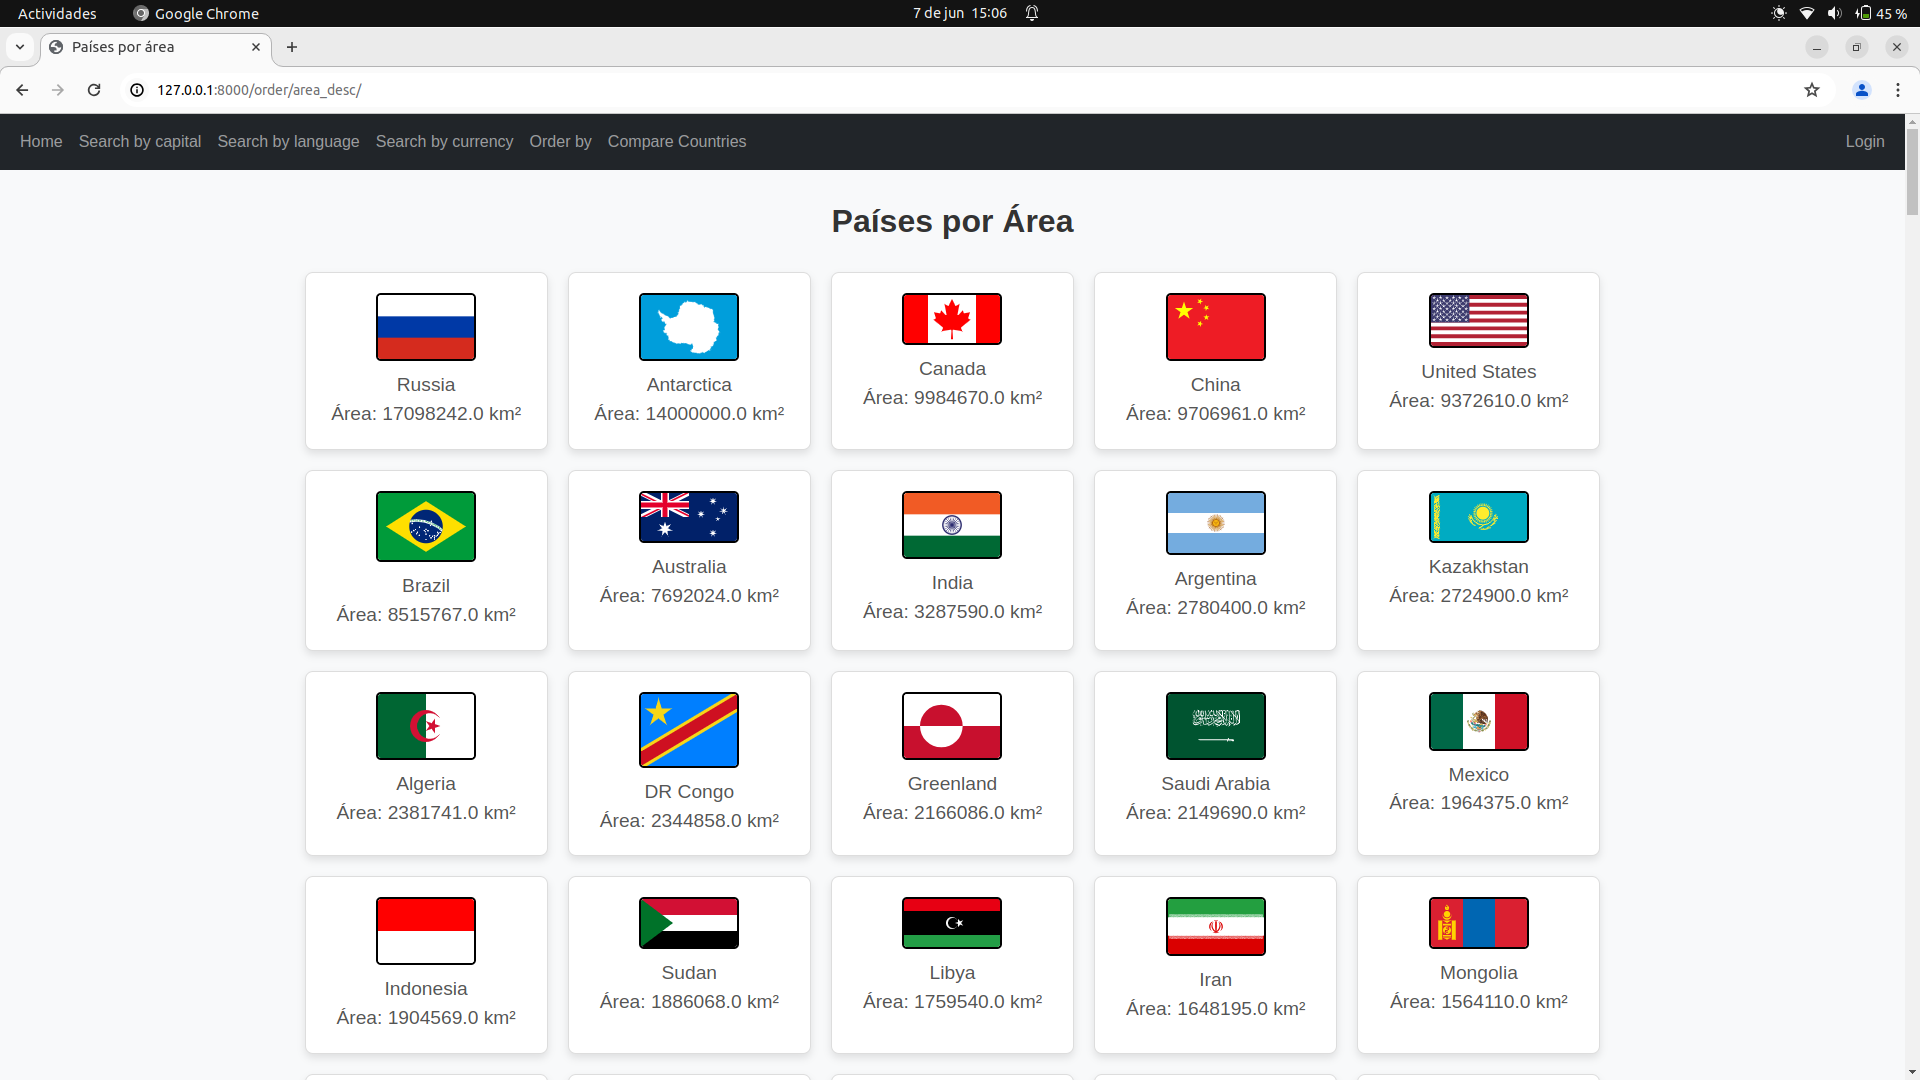 Actividades Google Chrome 7 de jun 15:06 45 %
Países por área
127.0.0.1:8000/order/area_desc/
Home Search by capital Search by language Search by currency Order by Compare Countries Login
Países por Área
Russia
Área: 17098242.0 km²
Antarctica
Área: 14000000.0 km²
Canada
Área: 9984670.0 km²
China
Área: 9706961.0 km²
United States
Área: 9372610.0 km²
Brazil
Área: 8515767.0 km²
Australia
Área: 7692024.0 km²
India
Área: 3287590.0 km²
Argentina
Área: 2780400.0 km²
Kazakhstan
Área: 2724900.0 km²
Algeria
Área: 2381741.0 km²
DR Congo
Área: 2344858.0 km²
Greenland
Área: 2166086.0 km²
Saudi Arabia
Área: 2149690.0 km²
Mexico
Área: 1964375.0 km²
Indonesia
Área: 1904569.0 km²
Sudan
Área: 1886068.0 km²
Libya
Área: 1759540.0 km²
Iran
Área: 1648195.0 km²
Mongolia
Área: 1564110.0 km²